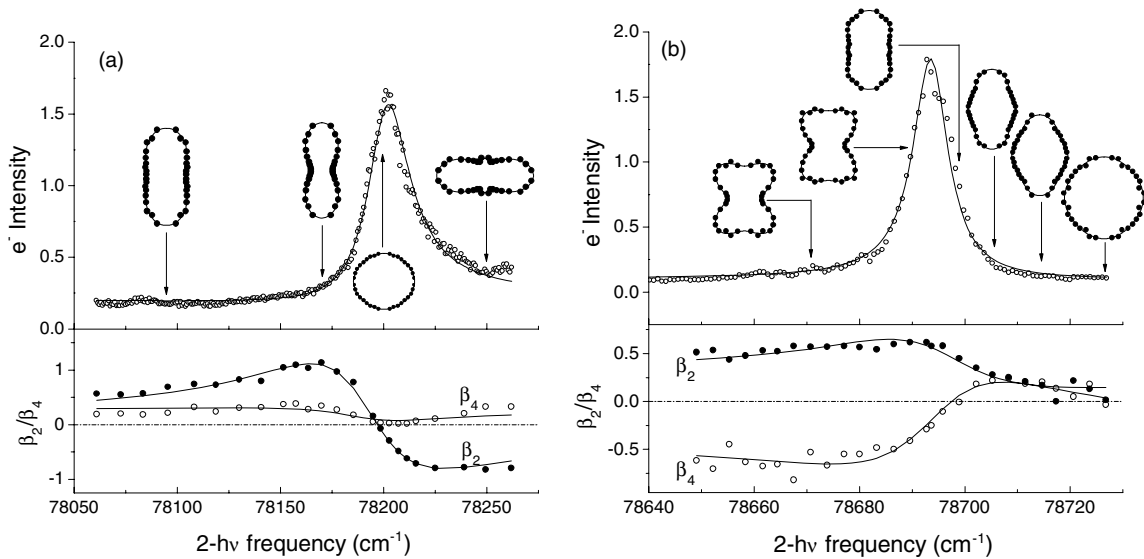 (a)
2.0
1.5
1.0
0.5
0.0
e⁻ Intensity
1
0
-1
β₂/β₄
β₄
β₂
78050
78100
78150
78200
78250
2-hν frequency (cm⁻¹)
(b)
2.0
1.5
1.0
0.5
0.0
e⁻ Intensity
0.5
0.0
-0.5
β₂/β₄
β₂
β₄
78640
78660
78680
78700
78720
2-hν frequency (cm⁻¹)